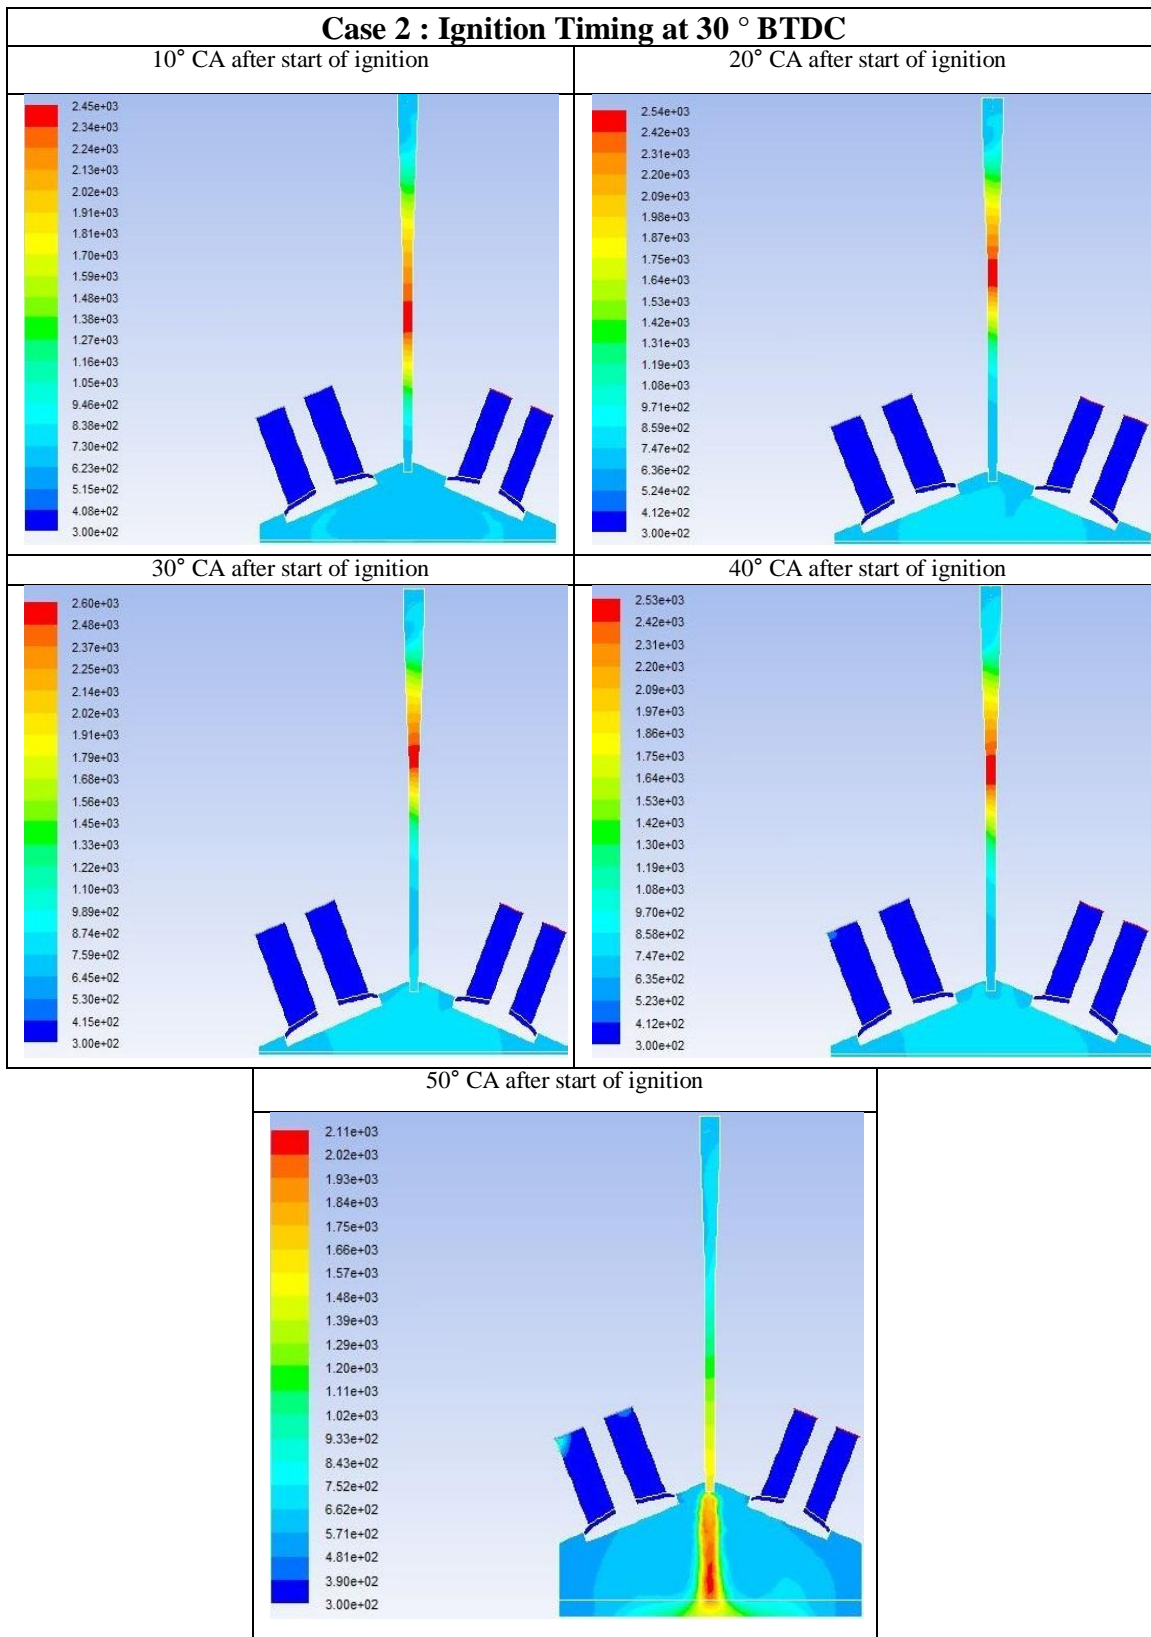 Case 2 : Ignition Timing at 30 ° BTDC
10° CA after start of ignition
20° CA after start of ignition
2.45e+03
2.34e+03
2.24e+03
2.13e+03
2.02e+03
1.91e+03
1.81e+03
1.70e+03
1.59e+03
1.48e+03
1.38e+03
1.27e+03
1.16e+03
1.05e+03
9.46e+02
8.38e+02
7.30e+02
6.23e+02
5.15e+02
4.08e+02
3.00e+02
2.54e+03
2.42e+03
2.31e+03
2.20e+03
2.09e+03
1.98e+03
1.87e+03
1.75e+03
1.64e+03
1.53e+03
1.42e+03
1.31e+03
1.19e+03
1.08e+03
9.71e+02
8.59e+02
7.47e+02
6.36e+02
5.24e+02
4.12e+02
3.00e+02
30° CA after start of ignition
40° CA after start of ignition
2.60e+03
2.48e+03
2.37e+03
2.25e+03
2.14e+03
2.02e+03
1.91e+03
1.79e+03
1.68e+03
1.56e+03
1.45e+03
1.33e+03
1.22e+03
1.10e+03
9.89e+02
8.74e+02
7.59e+02
6.45e+02
5.30e+02
4.15e+02
3.00e+02
2.53e+03
2.42e+03
2.31e+03
2.20e+03
2.09e+03
1.97e+03
1.86e+03
1.75e+03
1.64e+03
1.53e+03
1.42e+03
1.30e+03
1.19e+03
1.08e+03
9.70e+02
8.58e+02
7.47e+02
6.35e+02
5.23e+02
4.12e+02
3.00e+02
50° CA after start of ignition
2.11e+03
2.02e+03
1.93e+03
1.84e+03
1.75e+03
1.66e+03
1.57e+03
1.48e+03
1.39e+03
1.29e+03
1.20e+03
1.11e+03
1.02e+03
9.33e+02
8.43e+02
7.52e+02
6.62e+02
5.71e+02
4.81e+02
3.90e+02
3.00e+02